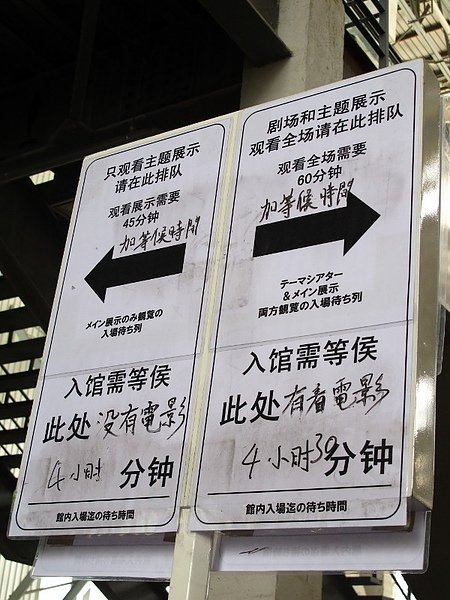 只观看主题展示
请在此排队
观看展示需要
45分钟
加等候時間
メイン展示のみ観覧の
入場待ち列
入馆需等侯
此处没有電影
4小时 分钟
館内入場迄の待ち時間
剧场和主题展示
观看全场请在此排队
观看全场需要
60分钟
加等候時間
テーマシアター
&メイン展示
両方観覧の入場待ち列
入馆需等侯
此处有看電影
4小时30分钟
館内入場迄の待ち時間